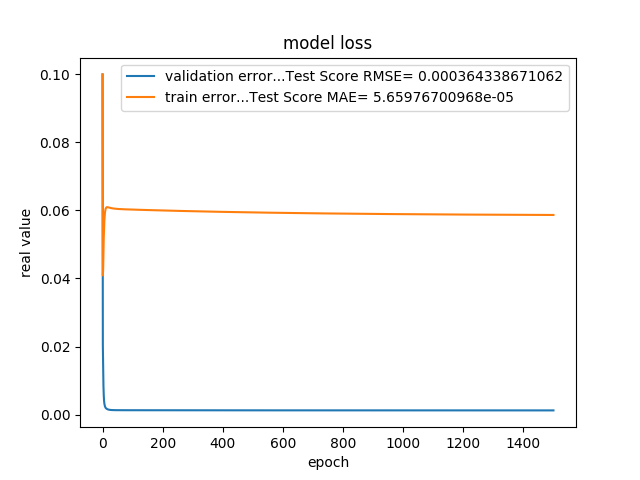 model loss
validation error...Test Score RMSE= 0.000364338671062
train error...Test Score MAE= 5.65976700968e-05
0.10
0.08
0.06
0.04
0.02
0.00
real value
0 200 400 600 800 1000 1200 1400
epoch